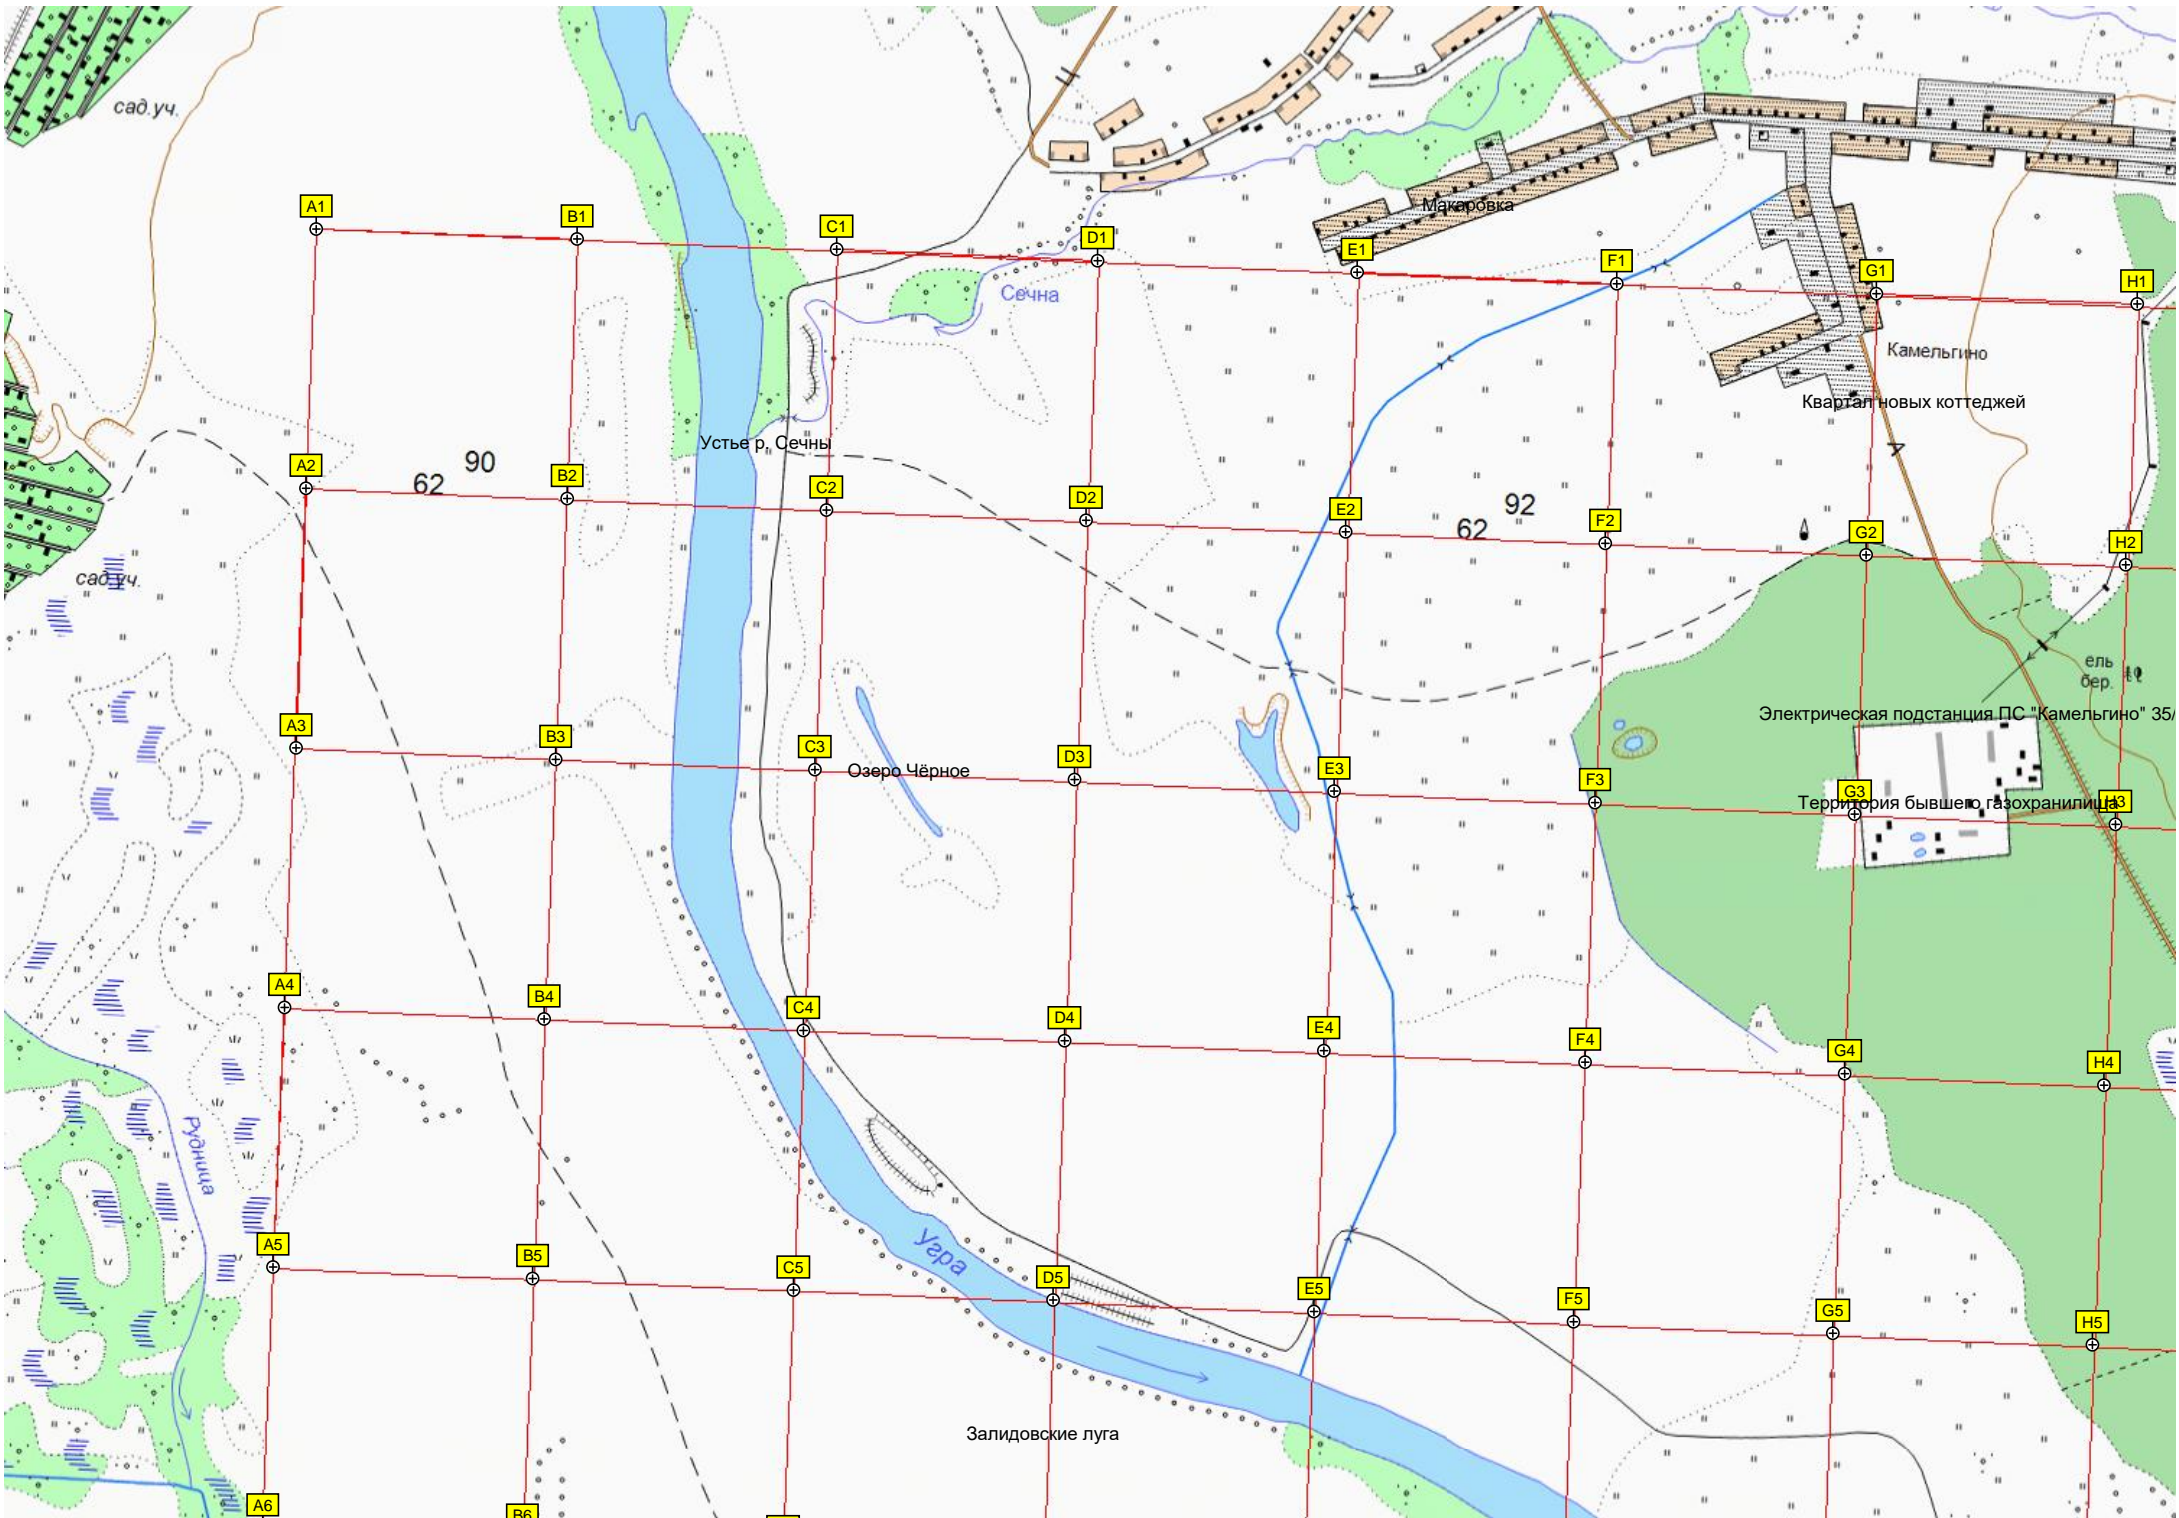 сад.уч.
A1
B1
C1
D1
E1
F1
G1
H1
Макаровка
Сечна
Камельгино
Квартал новых коттеджей
Устье р, Сечны
A2
62 90
B2
C2
D2
E2
62 92
F2
G2
H2
сад.уч.
ель
бер.
Электрическая подстанция ПС "Камельгино" 35/
A3
B3
C3
Озеро Чёрное
D3
E3
F3
G3
H3
Территория бывшего газохранилища
A4
B4
C4
D4
E4
F4
G4
H4
Рудница
Угра
A5
B5
C5
D5
E5
F5
G5
H5
Залидовские луга
A6
B6